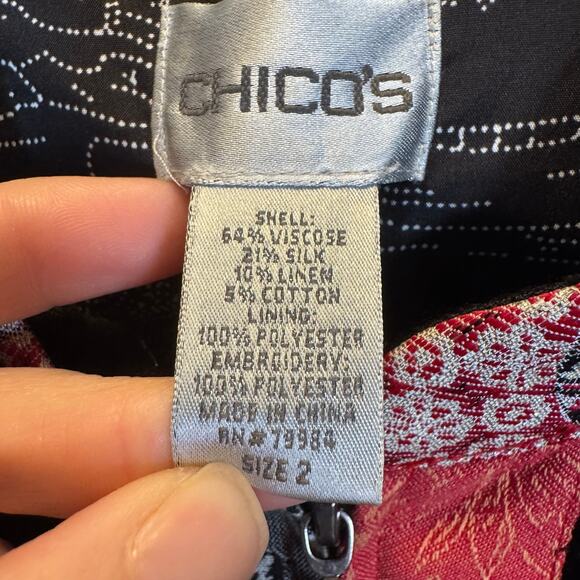 CHICO'S
SHELL:
64% VISCOSE
21% SILK
10% LINEN
5% COTTON
LINING:
100% POLYESTER
EMBROIDERY:
100% POLYESTER
MADE IN CHINA
RN#79984
SIZE 2